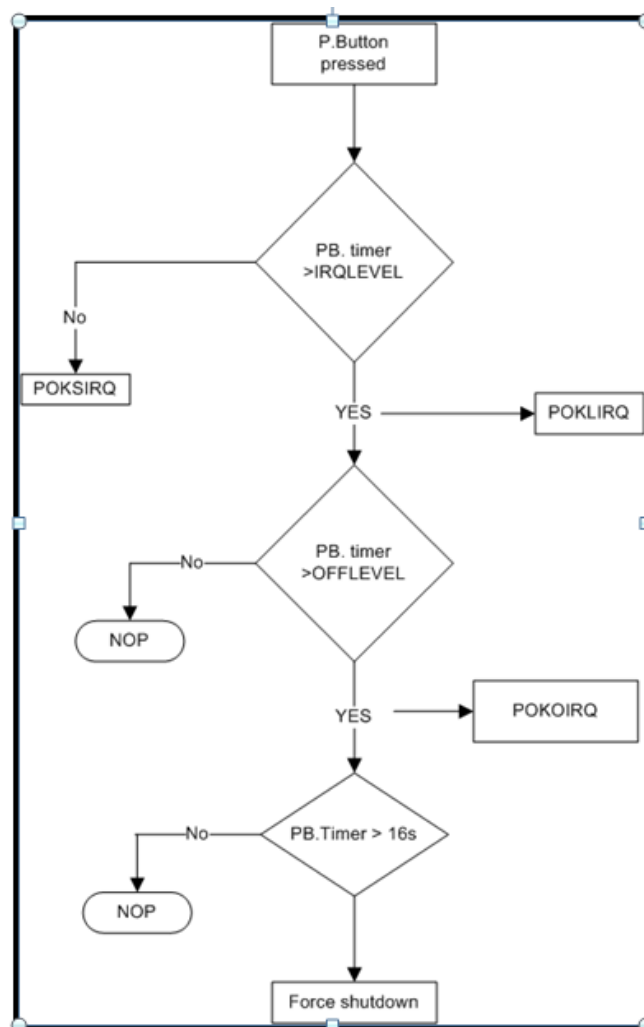 P.Button
pressed
PB. timer
>IRQLEVEL
No
POKSIRQ
YES
POKLIRQ
PB. timer
>OFFLEVEL
No
NOP
YES
POKOIRQ
PB.Timer > 16s
No
NOP
Force shutdown